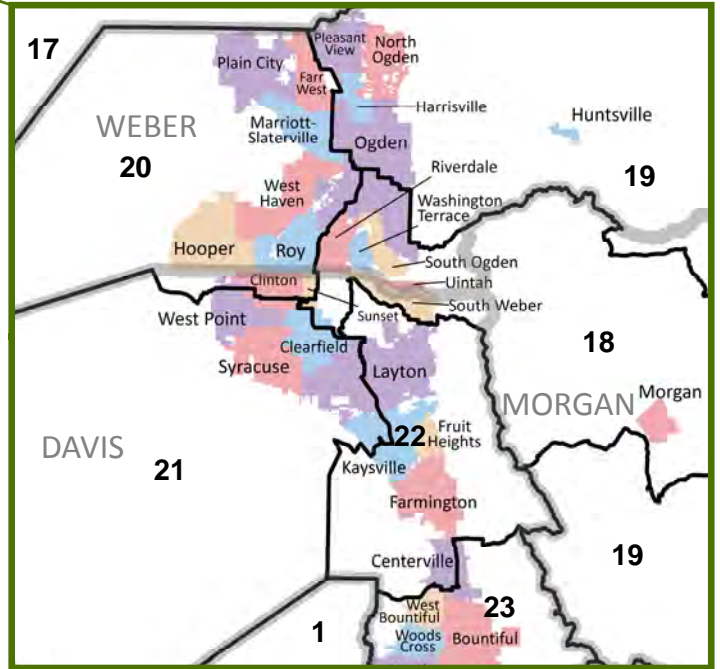 17
Pleasant
View
North
Ogden
Plain City
Farr
West
Harrisville
Huntsville
WEBER
Marriott-
Slaterville
Ogden
20
Riverdale
19
West
Haven
Washington
Terrace
Hooper
Roy
South Ogden
Clinton
Uintah
South Weber
West Point
Sunset
Clearfield
18
Syracuse
Layton
MORGAN
Morgan
DAVIS
21
22
Fruit
Heights
Kaysville
Farmington
Centerville
19
West
Bountiful
23
1
Woods
Cross
Bountiful